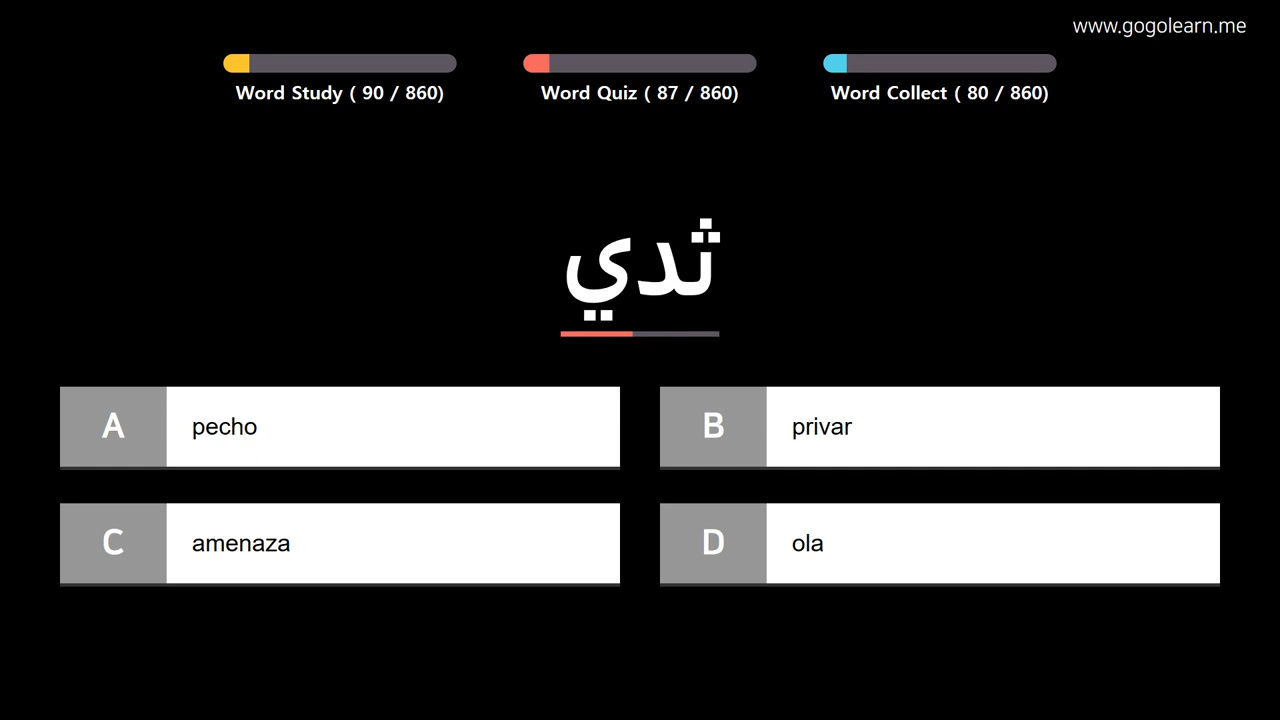 www.gogolearn.me
Word Study ( 90 / 860)
Word Quiz ( 87 / 860)
Word Collect ( 80 / 860)
ثدي
A pecho
B privar
C amenaza
D ola